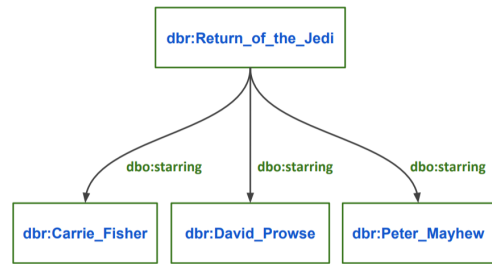 dbr:Return_of_the_Jedi
dbo:starring dbo:starring dbo:starring
dbr:Carrie_Fisher dbr:David_Prowse dbr:Peter_Mayhew